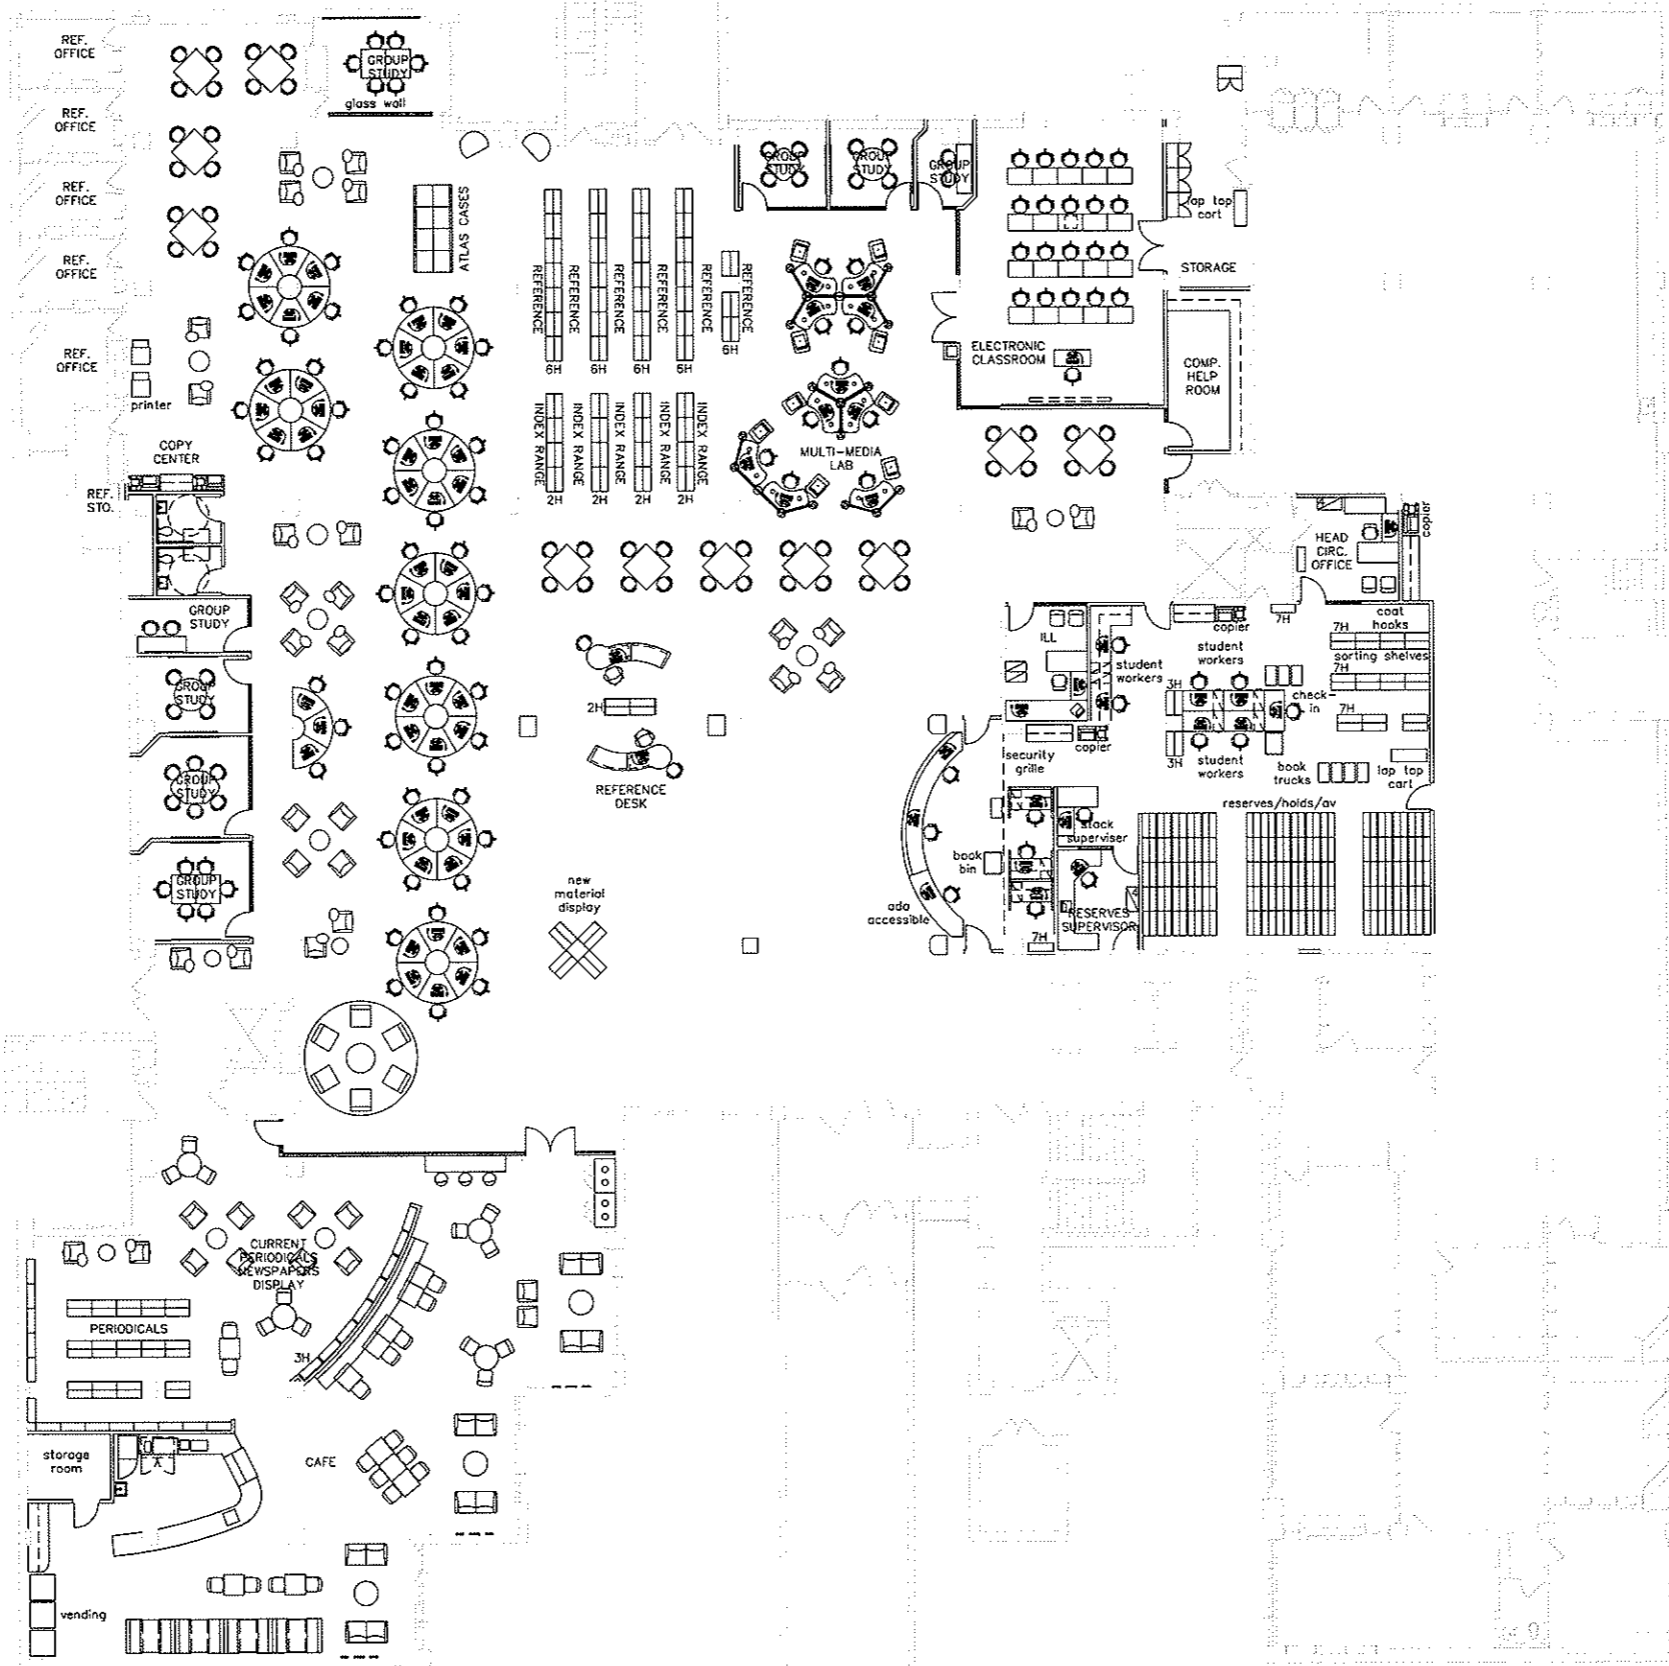 REF.
OFFICE
GROUP
STUDY
glass wall
REF.
OFFICE
REF.
OFFICE
REF.
OFFICE
REF.
OFFICE
printer
ATLAS CASES
GROUP
STUDY
GROUP
STUDY
GROUP
STUDY
lap top
cart
STORAGE
REFERENCE
REFERENCE
REFERENCE
REFERENCE
REFERENCE
REFERENCE
6H
6H
6H
6H
6H
ELECTRONIC
CLASSROOM
COMP.
HELP
ROOM
COPY
CENTER
REF.
STO.
INDEX RANGE
INDEX RANGE
INDEX RANGE
INDEX RANGE
INDEX RANGE
2H
2H
2H
2H
MULTI-MEDIA
LAB
HEAD
CIRC.
OFFICE
copier
GROUP
STUDY
GROUP
STUDY
GROUP
STUDY
GROUP
STUDY
2H
REFERENCE
DESK
new
material
display
ILL
student
workers
copier
7H
coat
hooks
7H
sorting shelves
7H
student
workers
3H
check-
in
7H
security
grille
copier
3H
student
workers
book
trucks
lap top
cart
reserves/holds/av
stack
superviser
book
bin
ada
accessible
RESERVES
SUPERVISOR
7H
CURRENT
PERIODICALS
NEWSPAPERS
DISPLAY
PERIODICALS
3H
storage
room
CAFE
vending